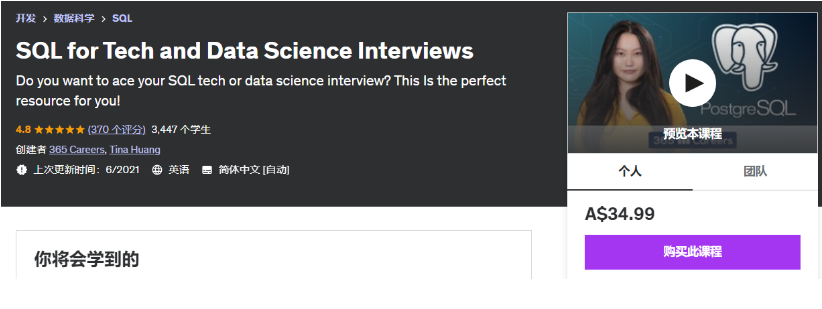 开发 > 数据科学 > SQL
SQL for Tech and Data Science Interviews
Do you want to ace your SQL tech or data science interview? This Is the perfect
resource for you!
4.8 ★★★★★ (370 个评分) 3,447 个学生
创建者 365 Careers, Tina Huang
上次更新时间：6/2021 英语 简体中文 [自动]
PostgreSQL
预览本课程
365 Careers
个人 团队
A$34.99
购买此课程
你将会学到的